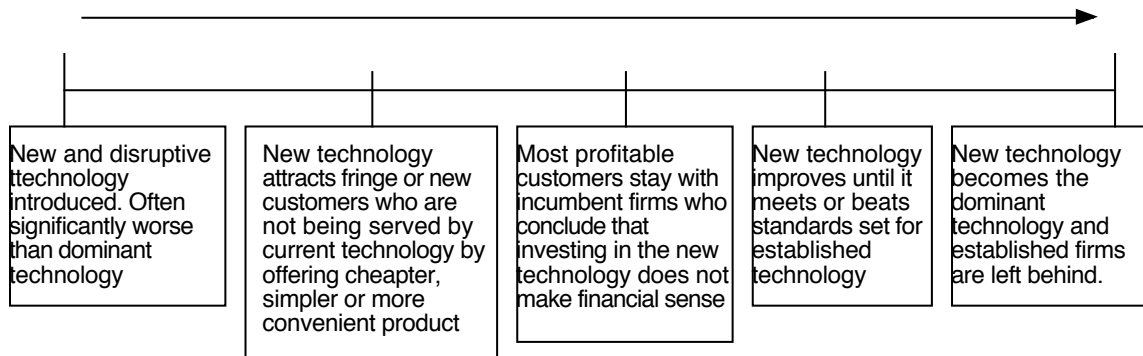 New and disruptive
ttechnology
introduced. Often
significantly worse
than dominant
technology
New technology
attracts fringe or new
customers who are
not being served by
current technology by
offering cheapter,
simpler or more
convenient product
Most profitable
customers stay with
incumbent firms who
conclude that
investing in the new
technology does not
make financial sense
New technology
improves until it
meets or beats
standards set for
established
technology
New technology
becomes the
dominant
technology and
established firms
are left behind.